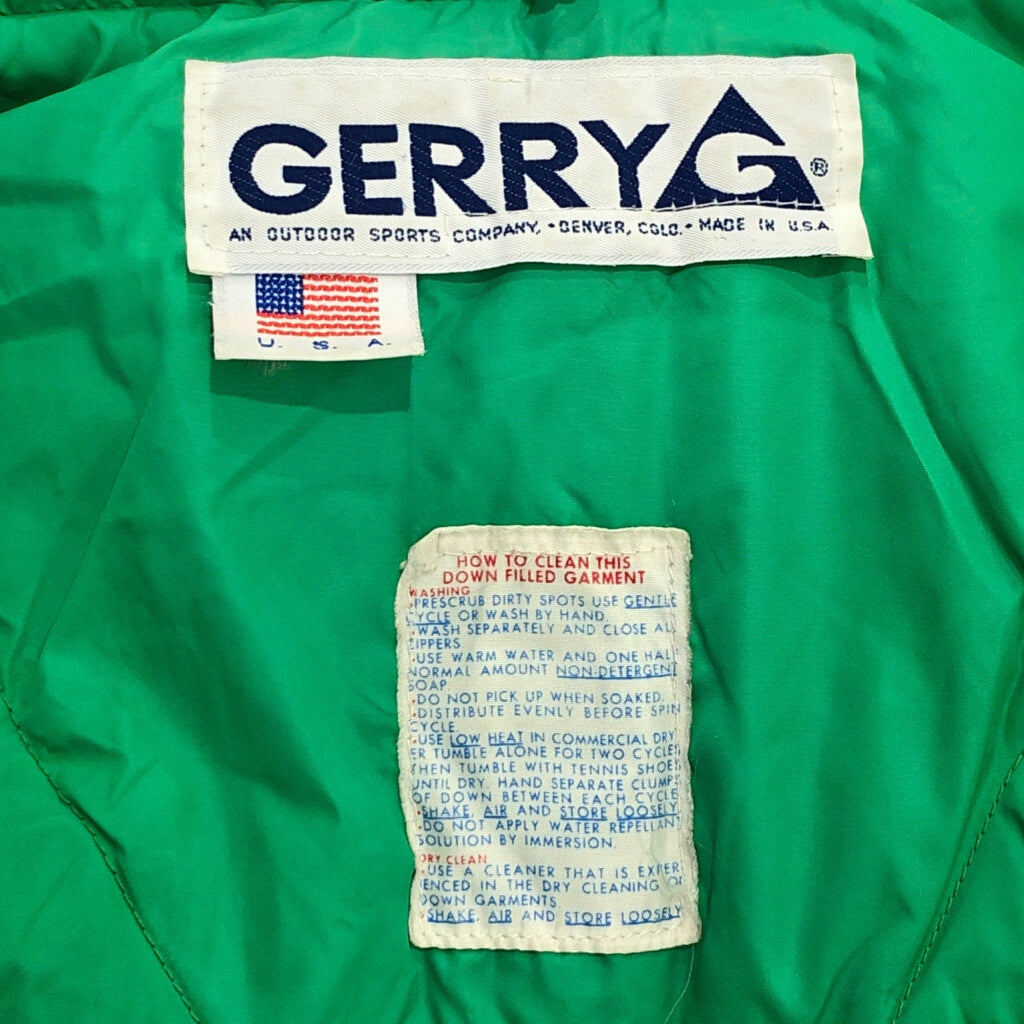 GERRY G ®
AN OUTDOOR SPORTS COMPANY. • DENVER, COLO. • MADE IN U.S.A.
U. S. A.
HOW TO CLEAN THIS
DOWN FILLED GARMENT
WASHING
•PRESCRUB DIRTY SPOTS USE GENTLE
CYCLE OR WASH BY HAND.
•WASH SEPARATELY AND CLOSE ALL
ZIPPERS
•USE WARM WATER AND ONE HALF
NORMAL AMOUNT NON-DETERGENT
SOAP
•DO NOT PICK UP WHEN SOAKED.
•DISTRIBUTE EVENLY BEFORE SPIN
CYCLE
•USE LOW HEAT IN COMMERCIAL DRY
ER TUMBLE ALONE FOR TWO CYCLES,
THEN TUMBLE WITH TENNIS SHOES
UNTIL DRY, HAND SEPARATE CLUMPS
OF DOWN BETWEEN EACH CYCLE
•SHAKE, AIR AND STORE LOOSELY
•DO NOT APPLY WATER REPELLANT
SOLUTION BY IMMERSION.
DRY CLEAN
•USE A CLEANER THAT IS EXPER
IENCED IN THE DRY CLEANING OF
DOWN GARMENTS
•SHAKE, AIR AND STORE LOOSELY